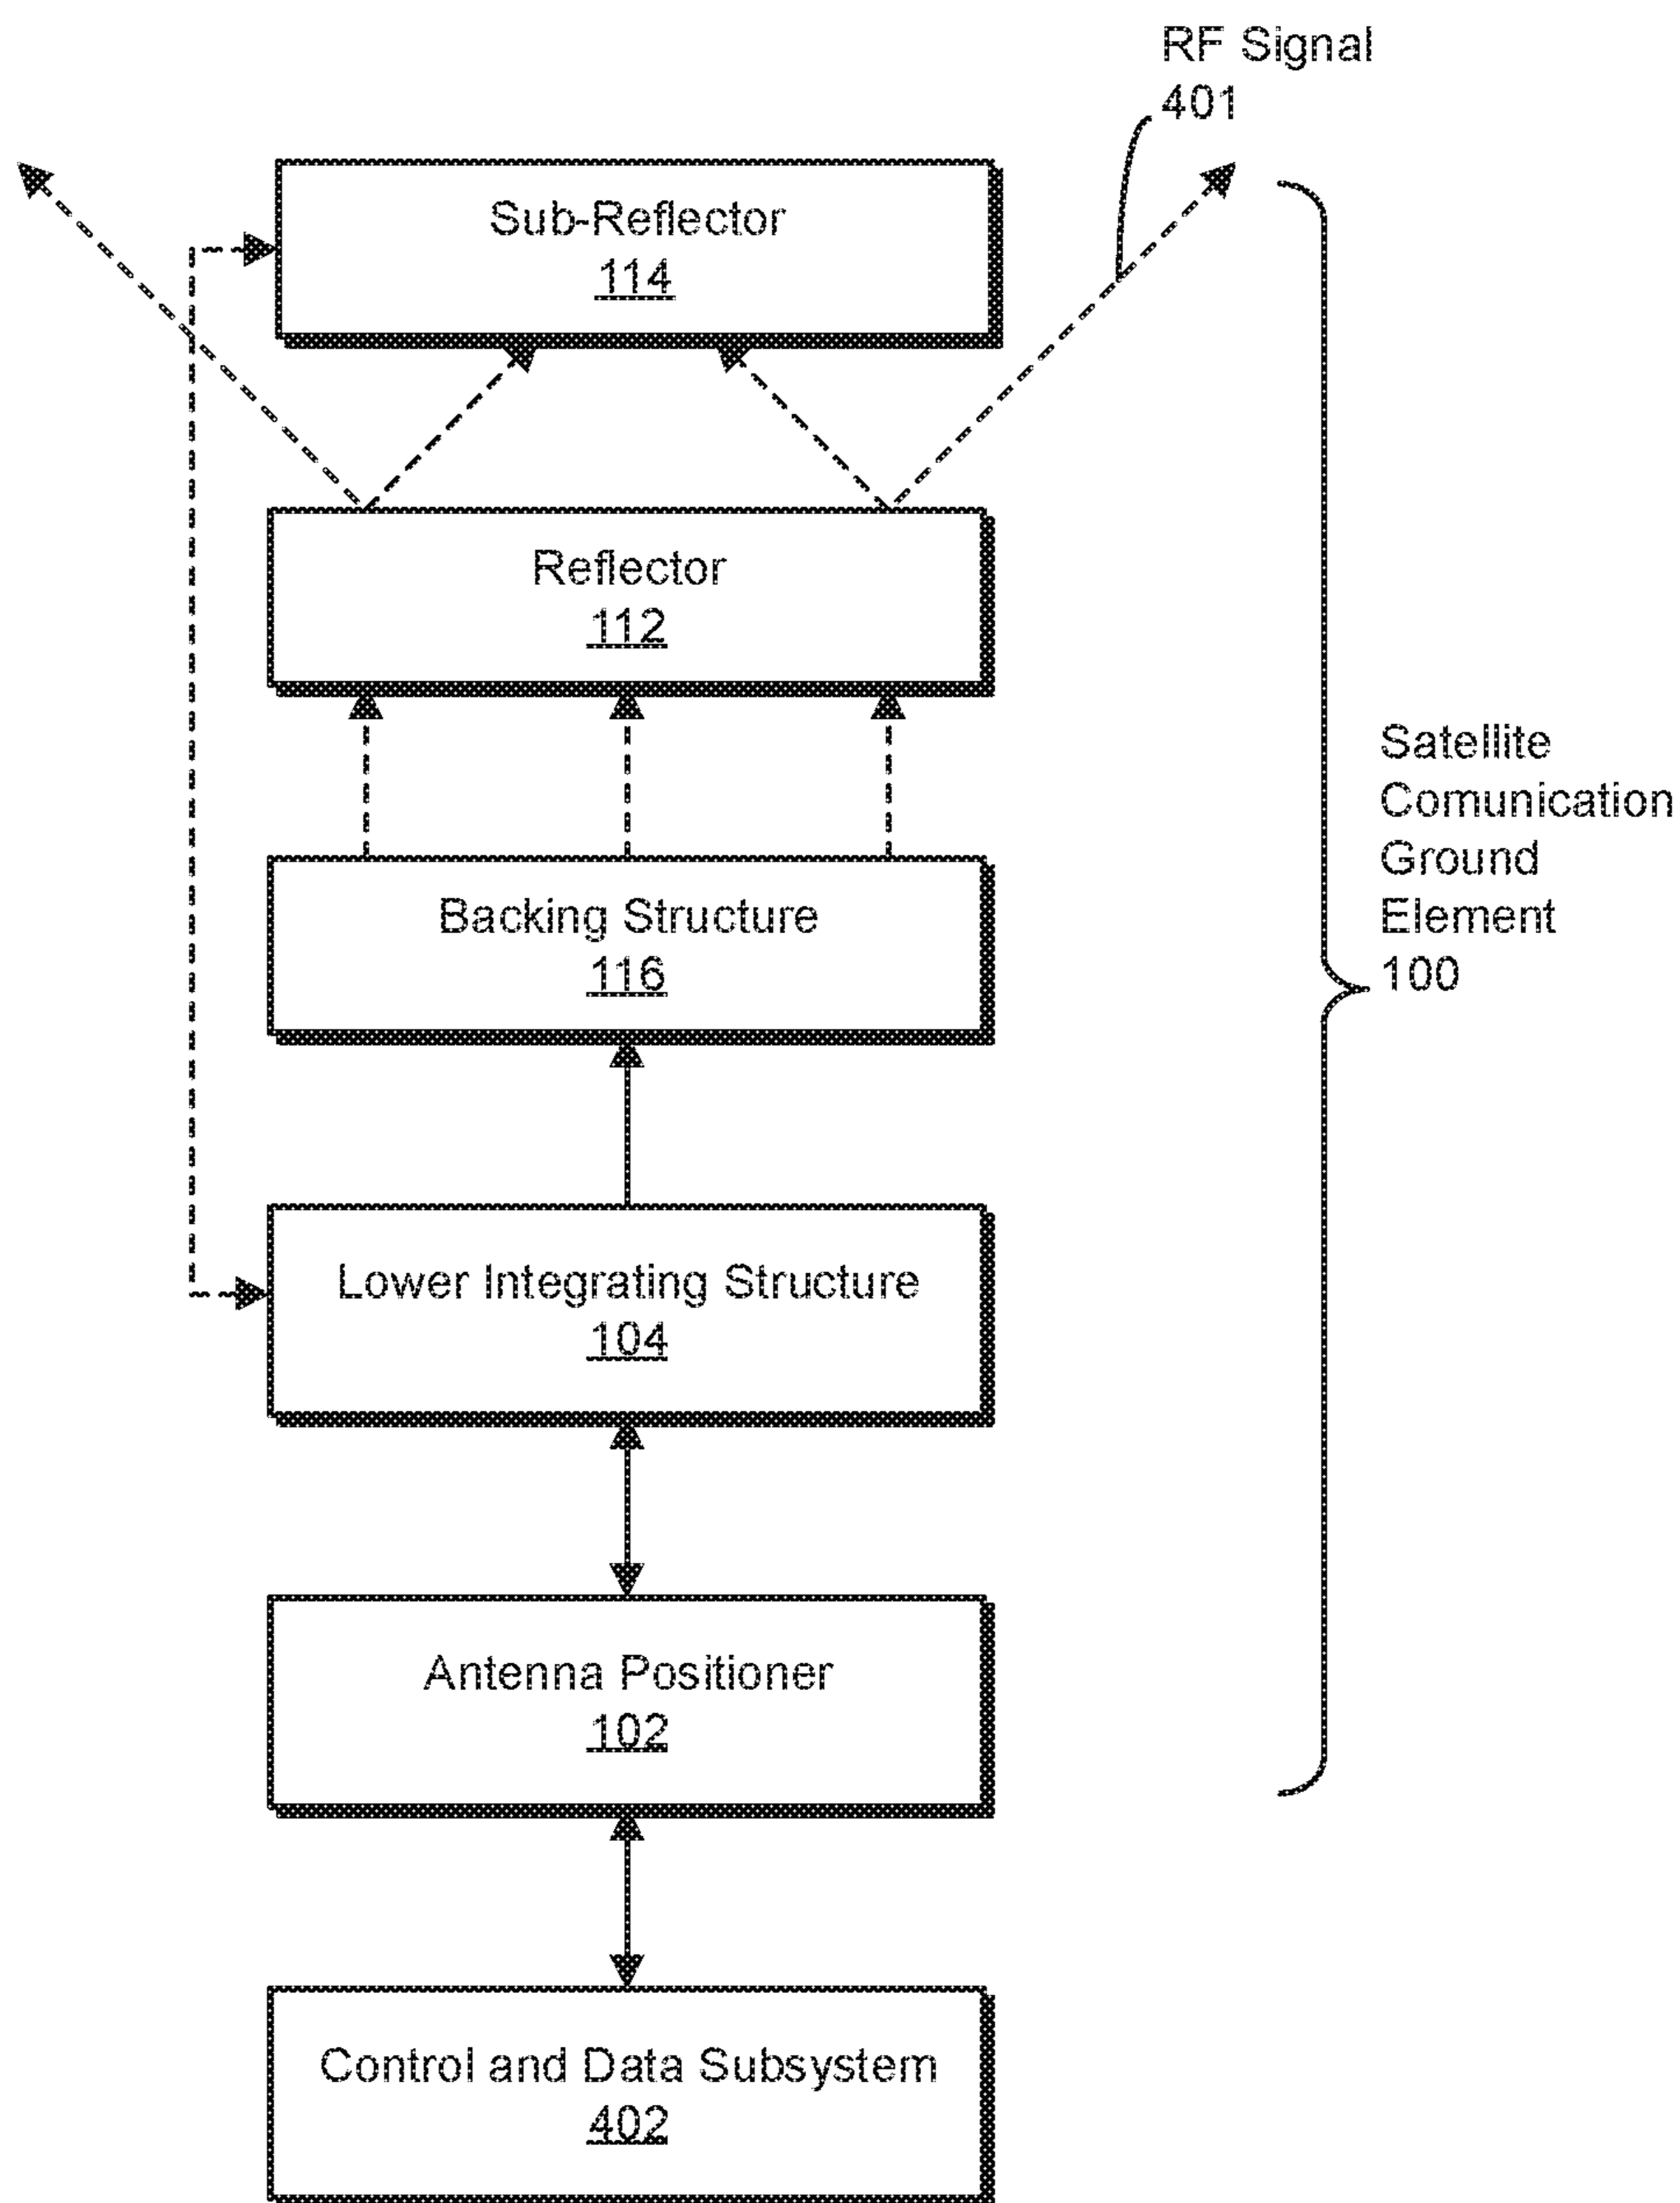 RF Signal
401
Sub-Reflector
114
Reflector
112
Satellite
Comunication
Ground
Element
100
Backing Structure
116
Lower Integrating Structure
104
Antenna Positioner
102
Control and Data Subsystem
402